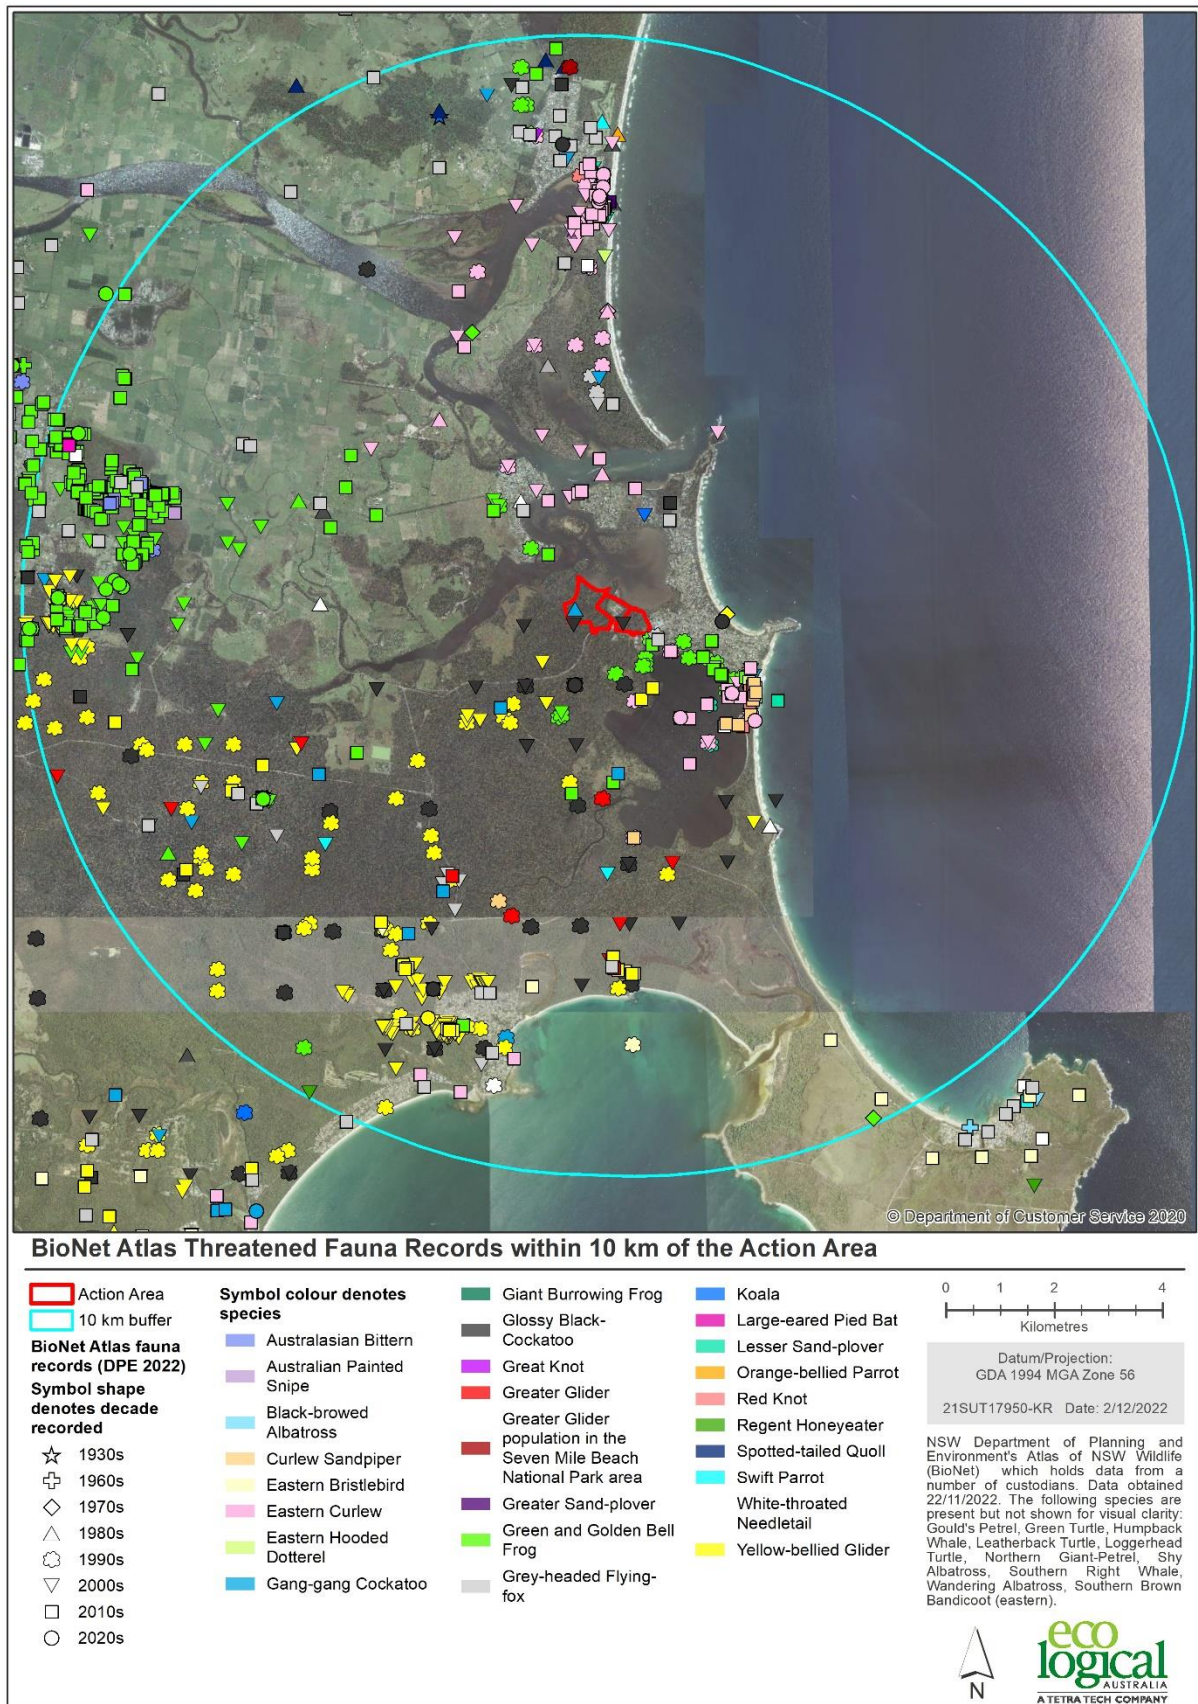 © Department of Customer Service 2020
BioNet Atlas Threatened Fauna Records within 10 km of the Action Area
Action Area
10 km buffer
BioNet Atlas fauna
records (DPE 2022)
Symbol shape
denotes decade
recorded
1930s
1960s
1970s
1980s
1990s
2000s
2010s
2020s
Symbol colour denotes
species
Australasian Bittern
Australian Painted
Snipe
Black-browed
Albatross
Curlew Sandpiper
Eastern Bristlebird
Eastern Curlew
Eastern Hooded
Dotterel
Gang-gang Cockatoo
Giant Burrowing Frog
Glossy Black-
Cockatoo
Great Knot
Greater Glider
Greater Glider
population in the
Seven Mile Beach
National Park area
Greater Sand-plover
Green and Golden Bell
Frog
Grey-headed Flying-
fox
Koala
Large-eared Pied Bat
Lesser Sand-plover
Orange-bellied Parrot
Red Knot
Regent Honeyeater
Spotted-tailed Quoll
Swift Parrot
White-throated
Needletail
Yellow-bellied Glider
0 1 2 4
Kilometres
Datum/Projection:
GDA 1994 MGA Zone 56
21SUT17950-KR Date: 2/12/2022
NSW Department of Planning and
Environment's Atlas of NSW Wildlife
(BioNet) which holds data from a
number of custodians. Data obtained
22/11/2022. The following species are
present but not shown for visual clarity:
Gould's Petrel, Green Turtle, Humpback
Whale, Leatherback Turtle, Loggerhead
Turtle, Northern Giant-Petrel, Shy
Albatross, Southern Right Whale,
Wandering Albatross, Southern Brown
Bandicoot (eastern).
N
eco
logical
AUSTRALIA
A TETRA TECH COMPANY